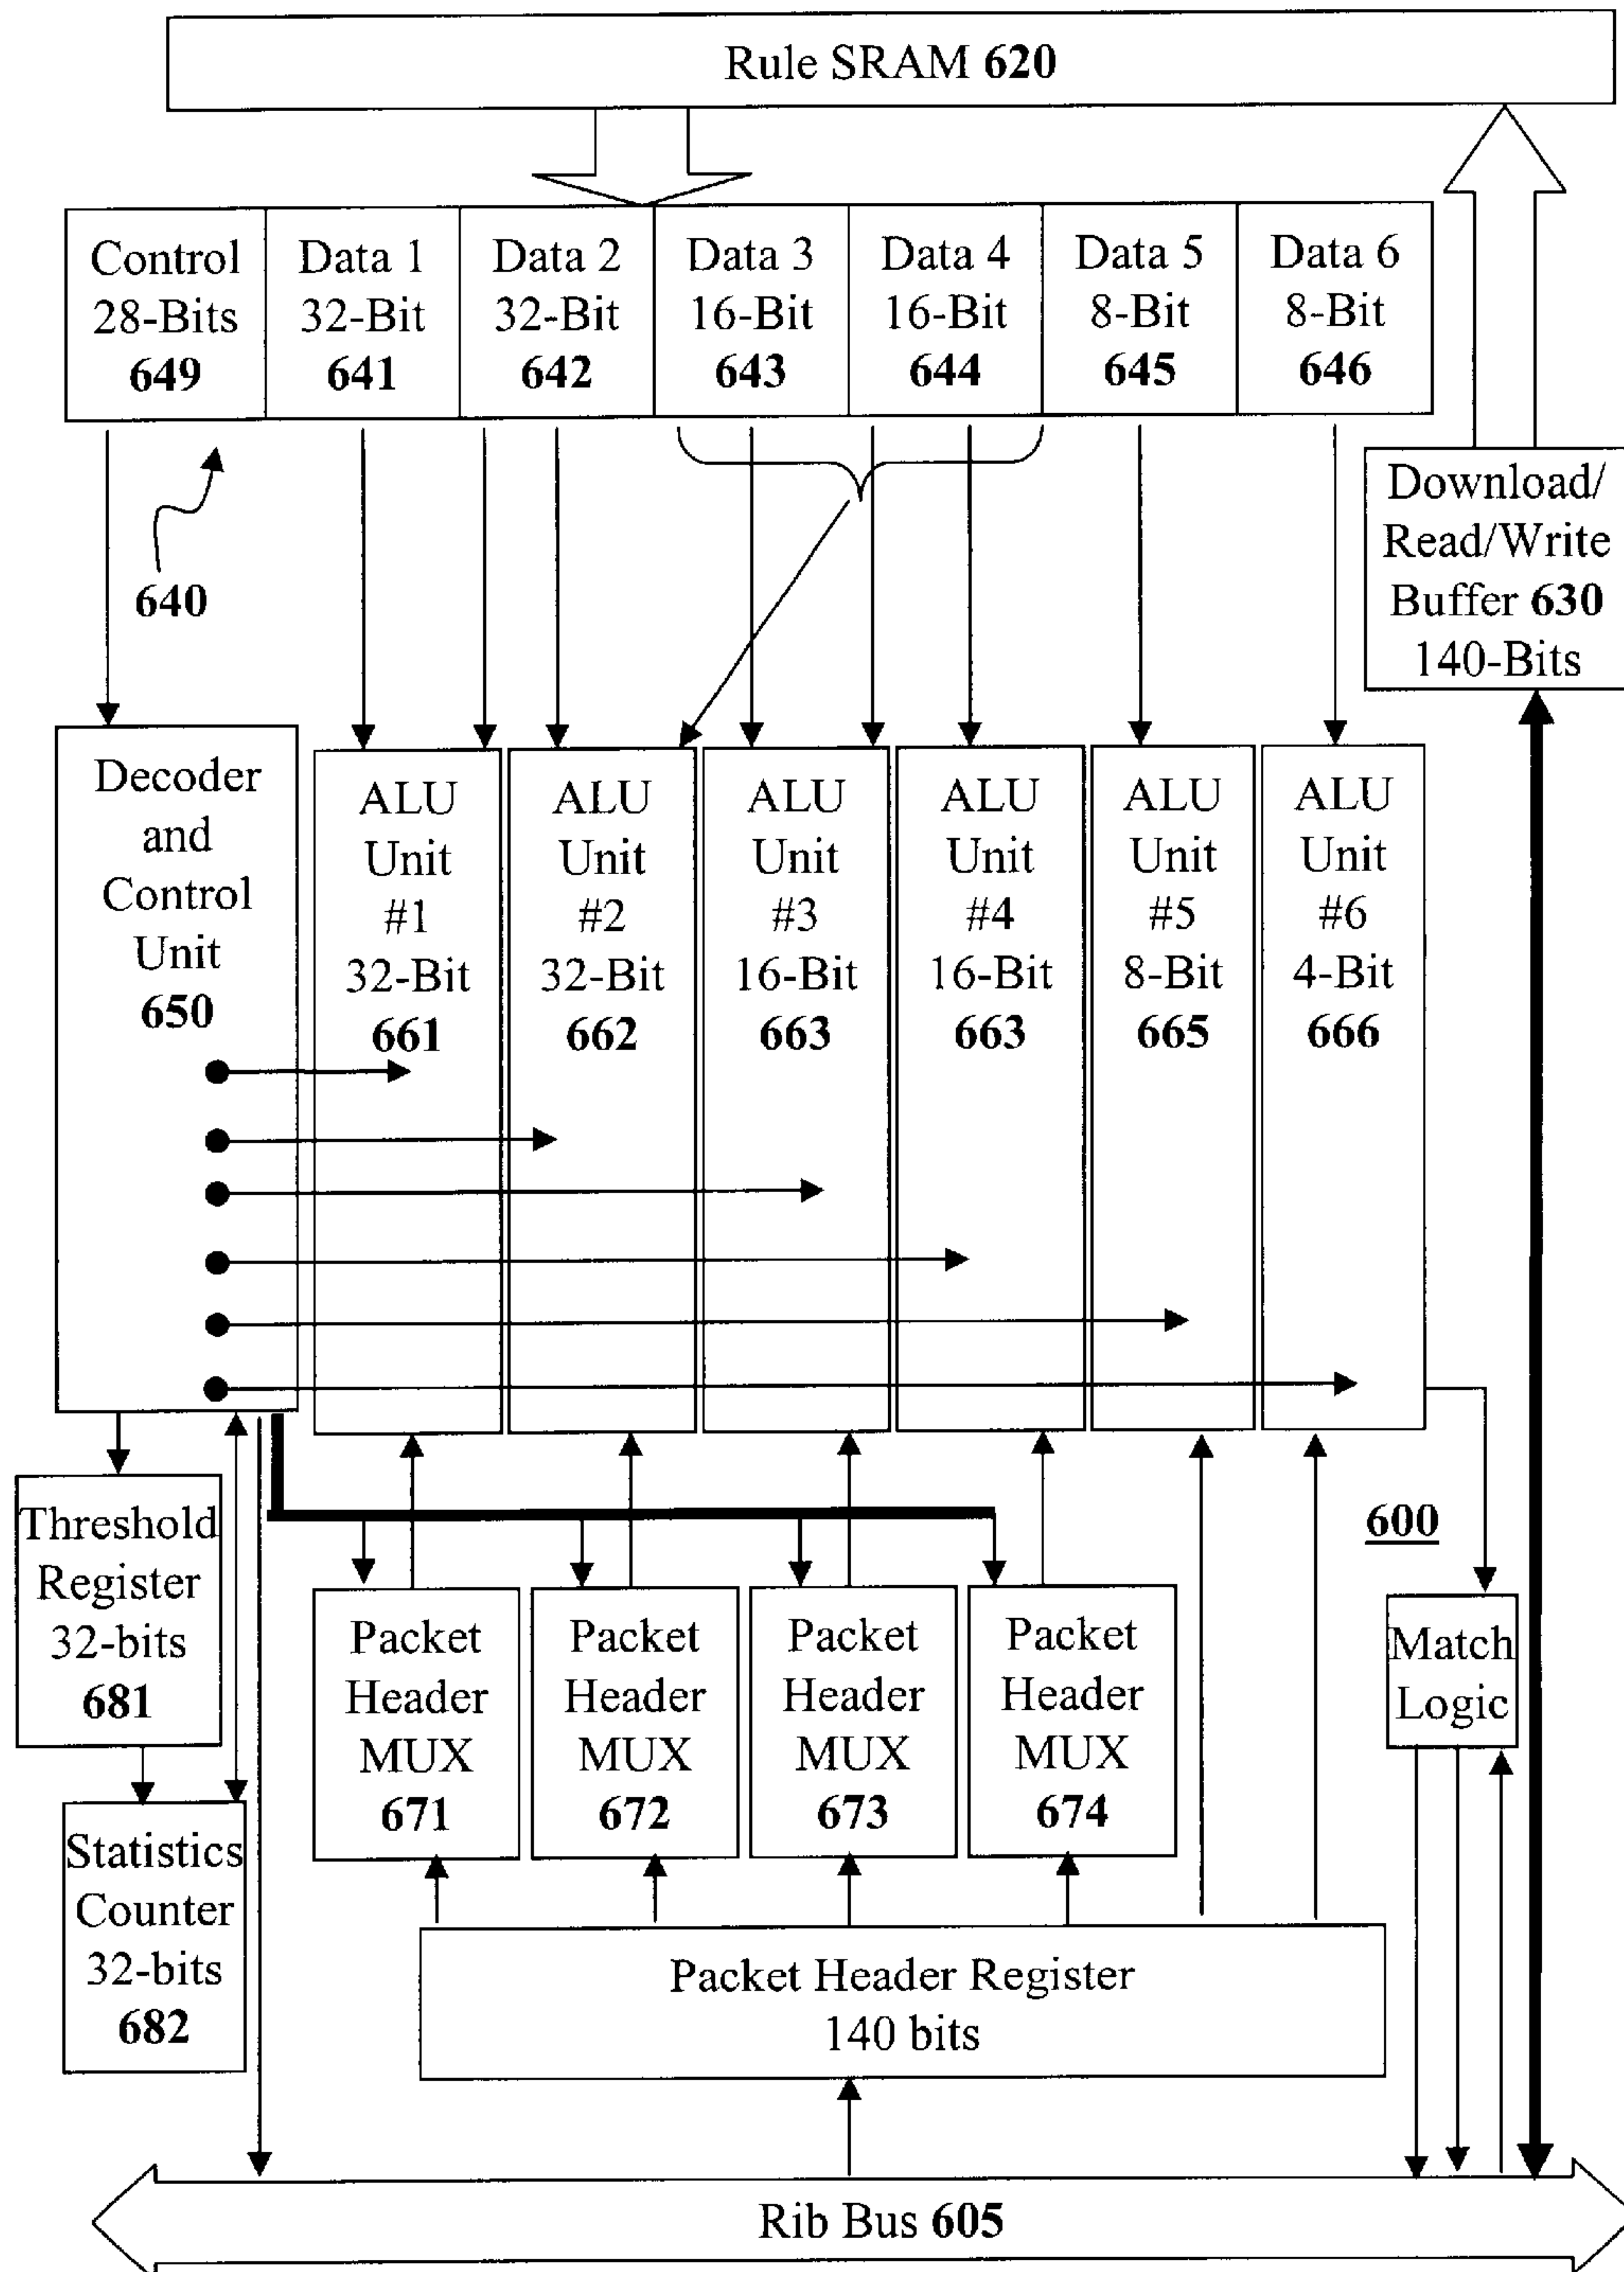 Rule SRAM 620
Control
28-Bits
649
Data 1
32-Bit
641
Data 2
32-Bit
642
Data 3
16-Bit
643
Data 4
16-Bit
644
Data 5
8-Bit
645
Data 6
8-Bit
646
640
Download/
Read/Write
Buffer 630
140-Bits
Decoder
and
Control
Unit
650
ALU
Unit
#1
32-Bit
661
ALU
Unit
#2
32-Bit
662
ALU
Unit
#3
16-Bit
663
ALU
Unit
#4
16-Bit
663
ALU
Unit
#5
8-Bit
665
ALU
Unit
#6
4-Bit
666
600
Threshold
Register
32-bits
681
Packet
Header
MUX
671
Packet
Header
MUX
672
Packet
Header
MUX
673
Packet
Header
MUX
674
Match
Logic
Statistics
Counter
32-bits
682
Packet Header Register
140 bits
Rib Bus 605